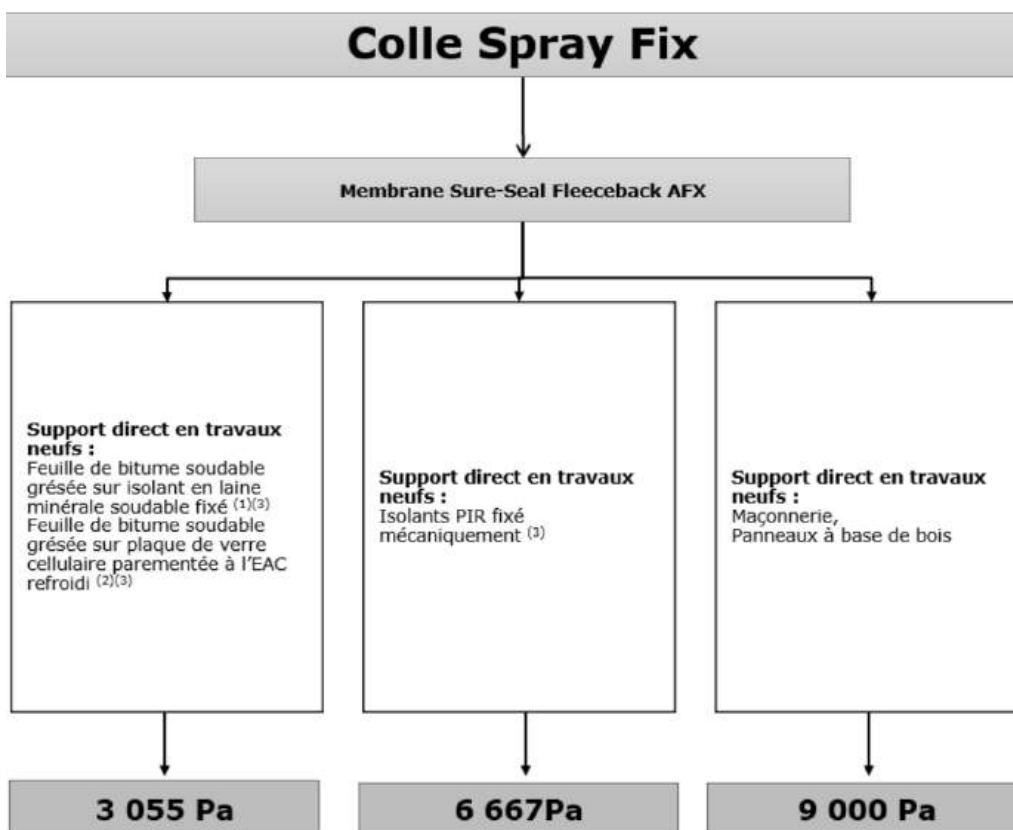 Colle Spray Fix
Membrane Sure-Seal Fleeceback AFX
Support direct en travaux
neufs :
Feuille de bitume soudable
grésée sur isolant en laine
minérale soudable fixé (1)(3)
Feuille de bitume soudable
grésée sur plaque de verre
cellulaire parementée à l'EAC
refroidi (2)(3)
Support direct en travaux
neufs :
Isolants PIR fixé
mécaniquement (3)
Support direct en travaux
neufs :
Maçonnerie,
Panneaux à base de bois
3 055 Pa
6 667Pa
9 000 Pa